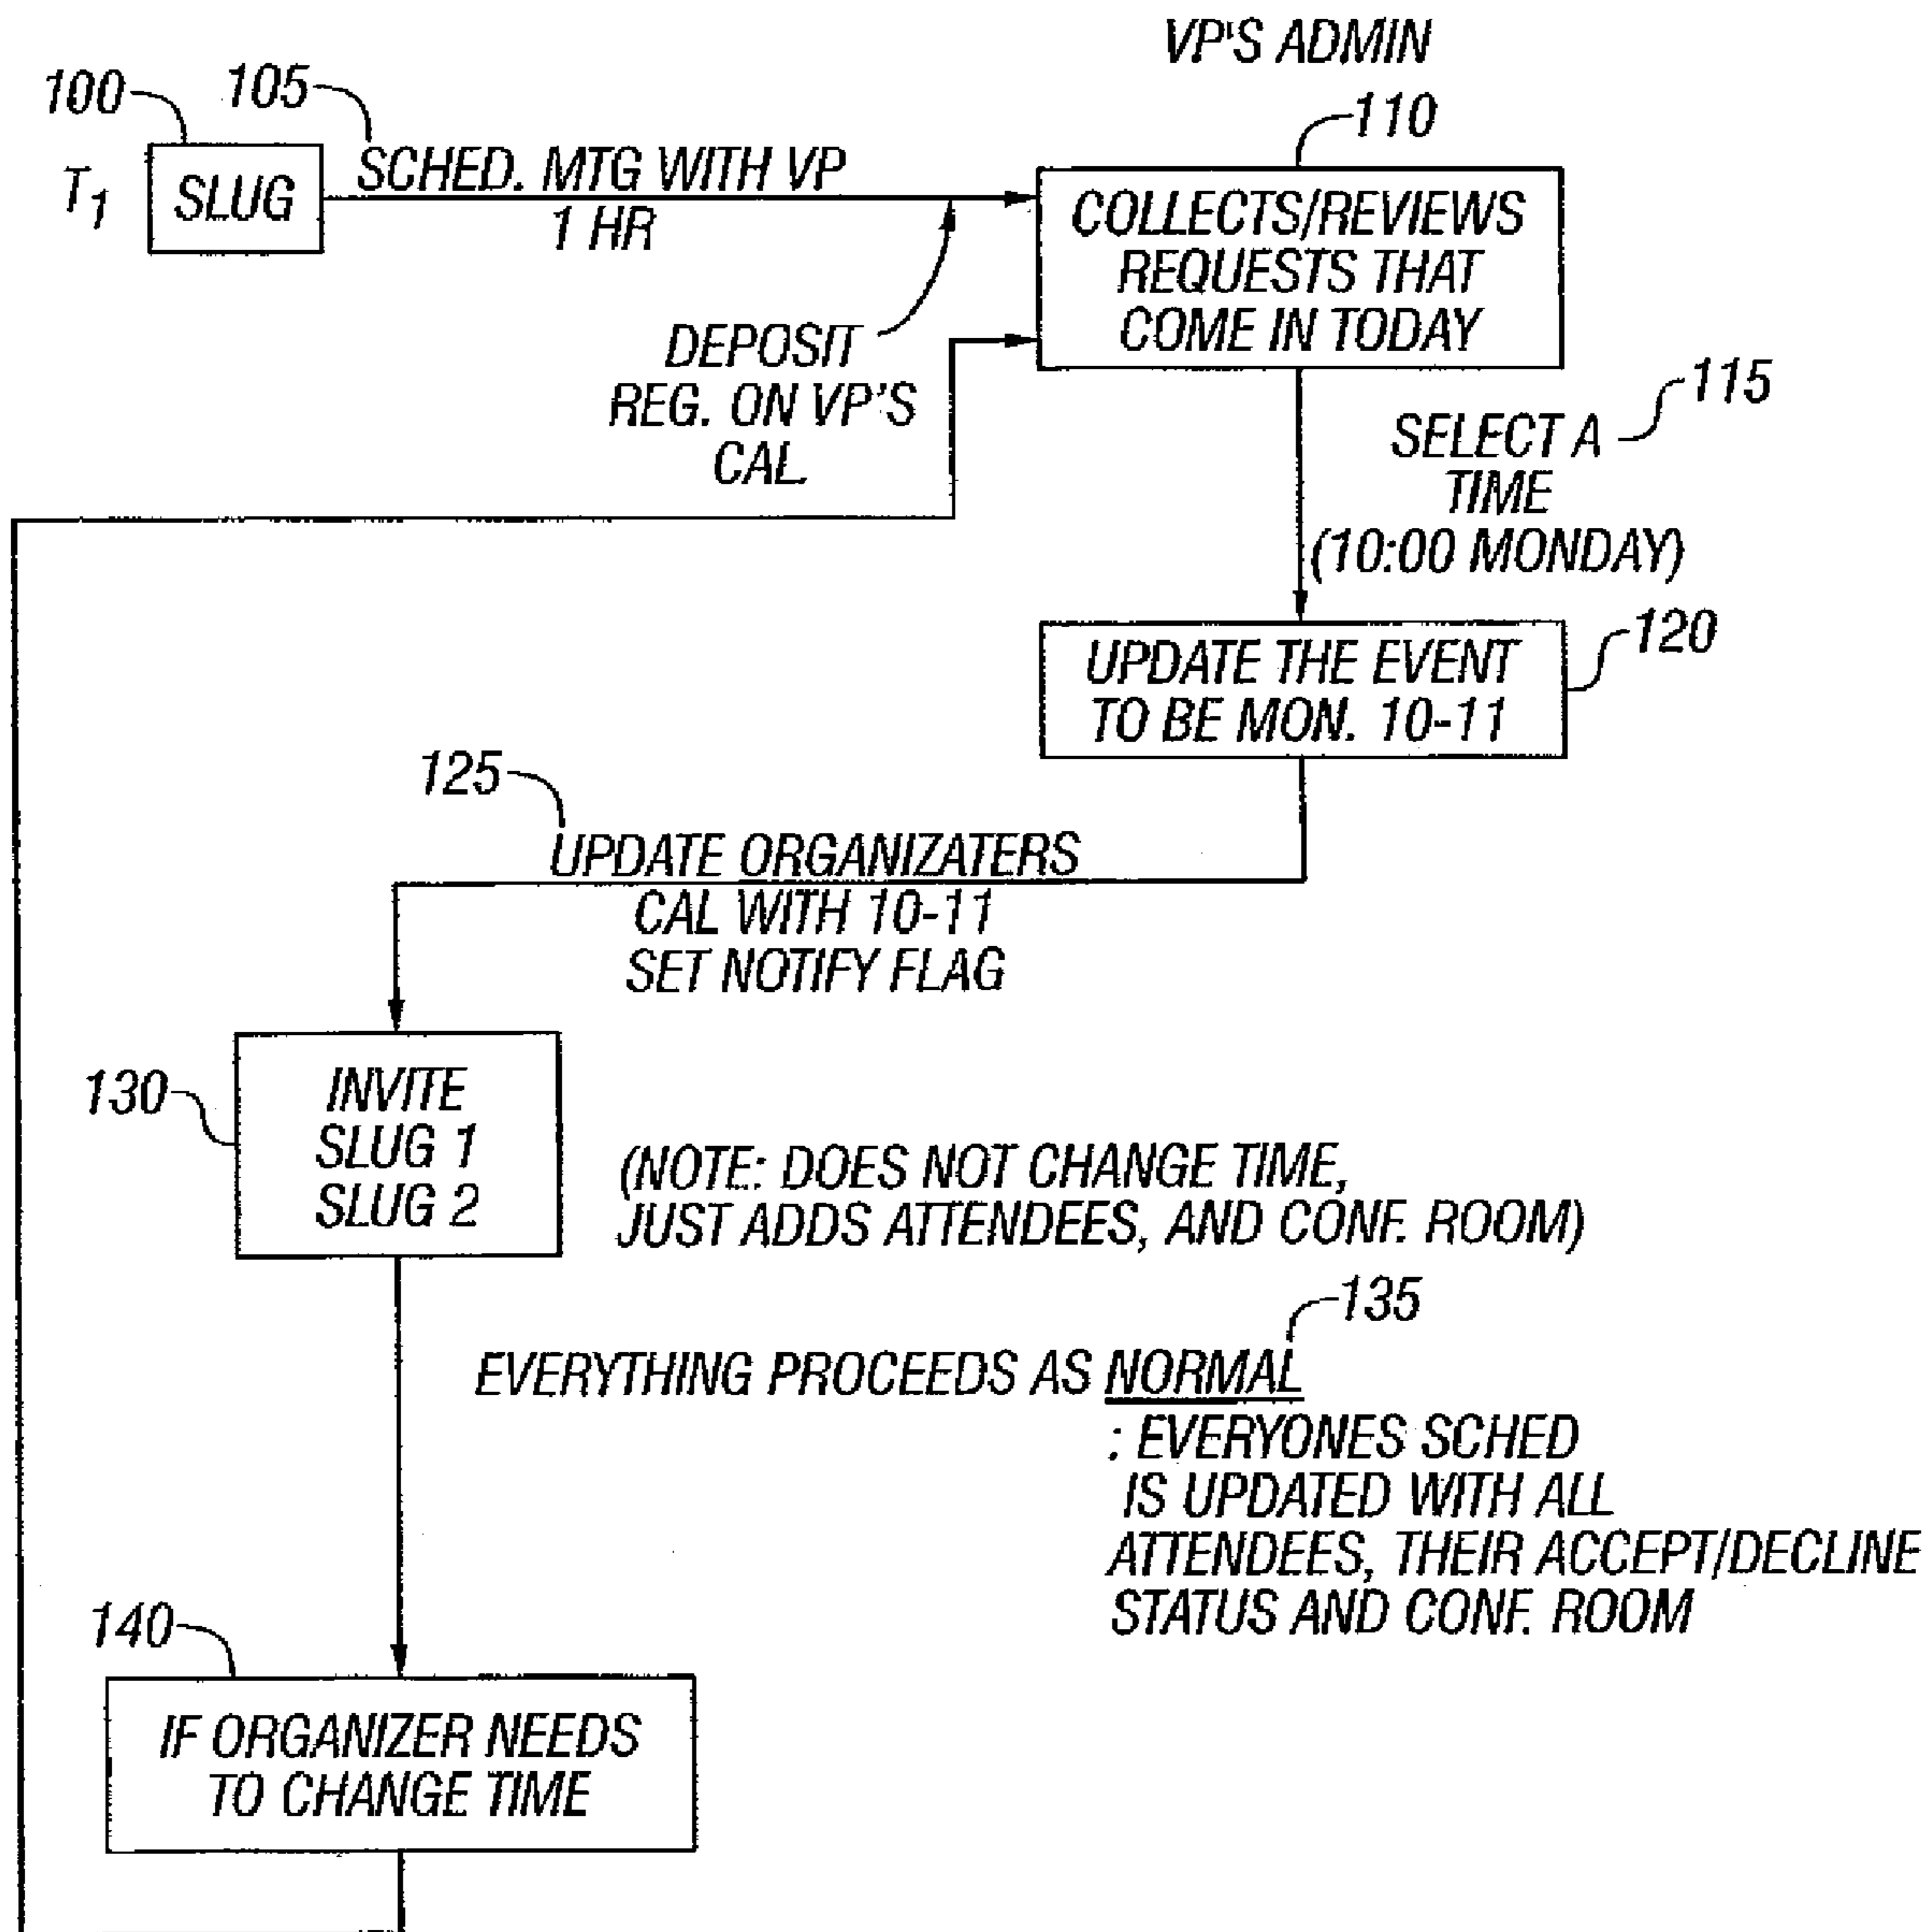 VP'S ADMIN
100
105
110
T1
SLUG
SCHED. MTG WITH VP
1 HR
COLLECTS/REVIEWS
REQUESTS THAT
COME IN TODAY
DEPOSIT
REG. ON VP'S
CAL.
115
SELECT A
TIME
(10:00 MONDAY)
120
UPDATE THE EVENT
TO BE MON. 10-11
125
UPDATE ORGANIZATERS
CAL WITH 10-11
SET NOTIFY FLAG
130
INVITE
SLUG 1
SLUG 2
(NOTE: DOES NOT CHANGE TIME,
JUST ADDS ATTENDEES, AND CONF. ROOM)
135
EVERYTHING PROCEEDS AS NORMAL
: EVERYONES SCHED
IS UPDATED WITH ALL
ATTENDEES, THEIR ACCEPT/DECLINE
STATUS AND CONF. ROOM
140
IF ORGANIZER NEEDS
TO CHANGE TIME